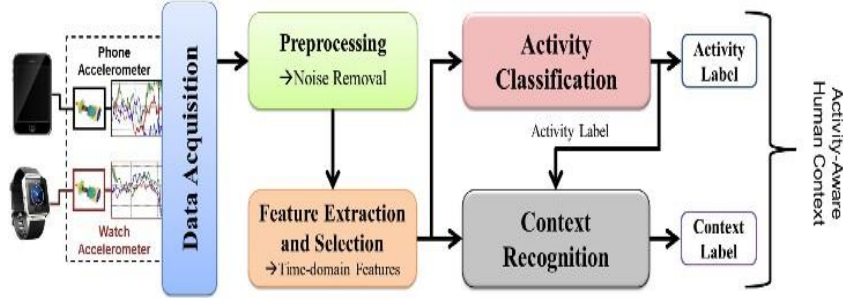 Phone
Accelerometer
Watch
Accelerometer
Data Acquisition
Preprocessing
→Noise Removal
Feature Extraction
and Selection
→Time-domain Features
Activity
Classification
Activity Label
Context
Recognition
Activity
Label
Context
Label
Activity-Aware
Human Context